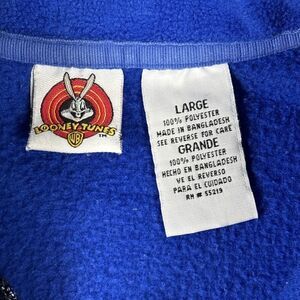 LOONEY TUNES
WB
TM
LARGE
100% POLYESTER
MADE IN BANGLADESH
SEE REVERSE FOR CARE
GRANDE
100% POLYESTER
HECHO EN BANGLADESH
VE EL REVERSO
PARA EL CUIDADO
RN # 55219